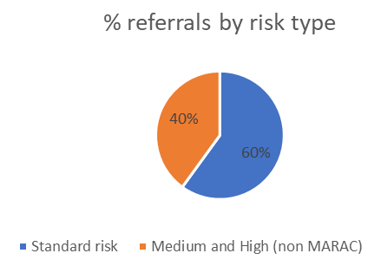 % referrals by risk type
40%
60%
Standard risk Medium and High (non MARAC)